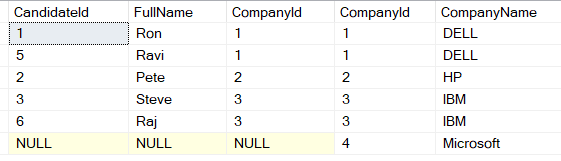 CandidateId FullName CompanyId CompanyId CompanyName
1 Ron 1 1 DELL
5 Ravi 1 1 DELL
2 Pete 2 2 HP
3 Steve 3 3 IBM
6 Raj 3 3 IBM
NULL NULL NULL 4 Microsoft